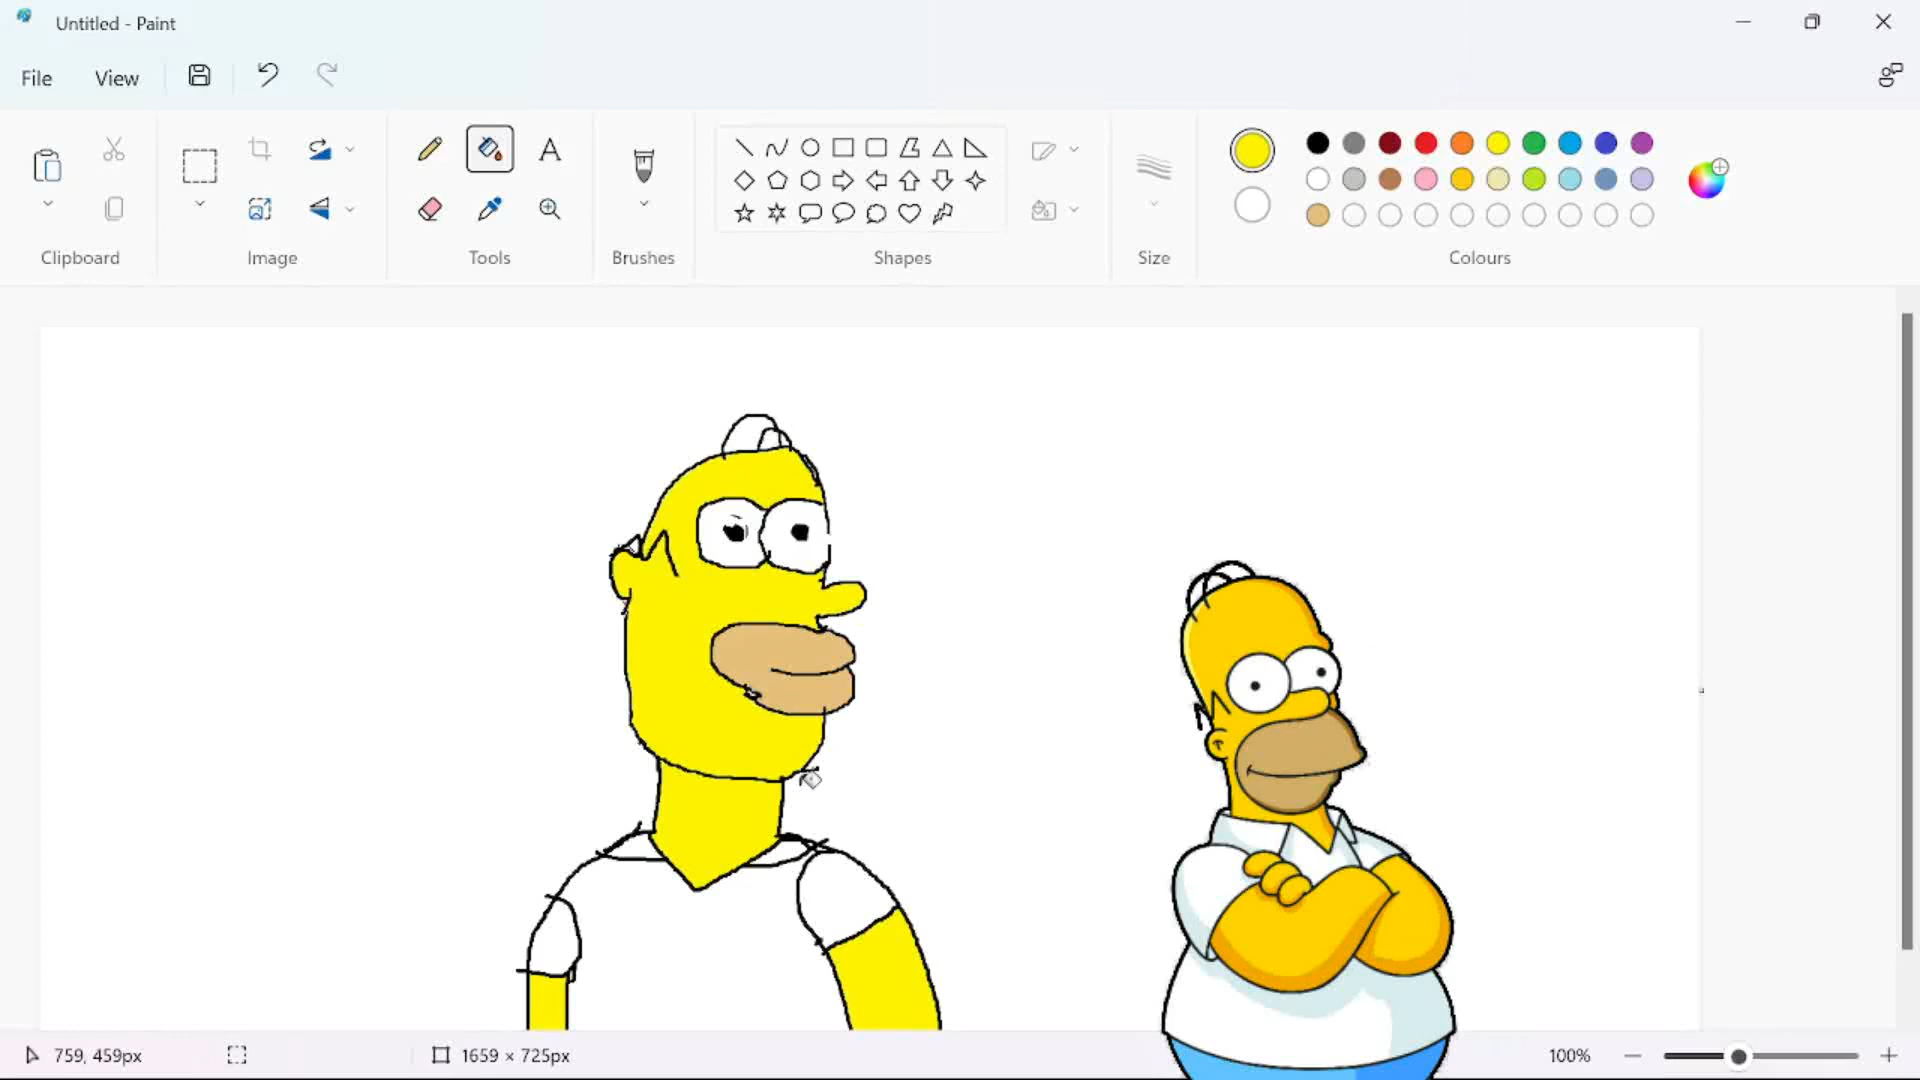 Untitled - Paint
File View
Clipboard
Image
Tools
Brushes
Shapes
Size
Colours
759, 459px
1659 × 725px
100%